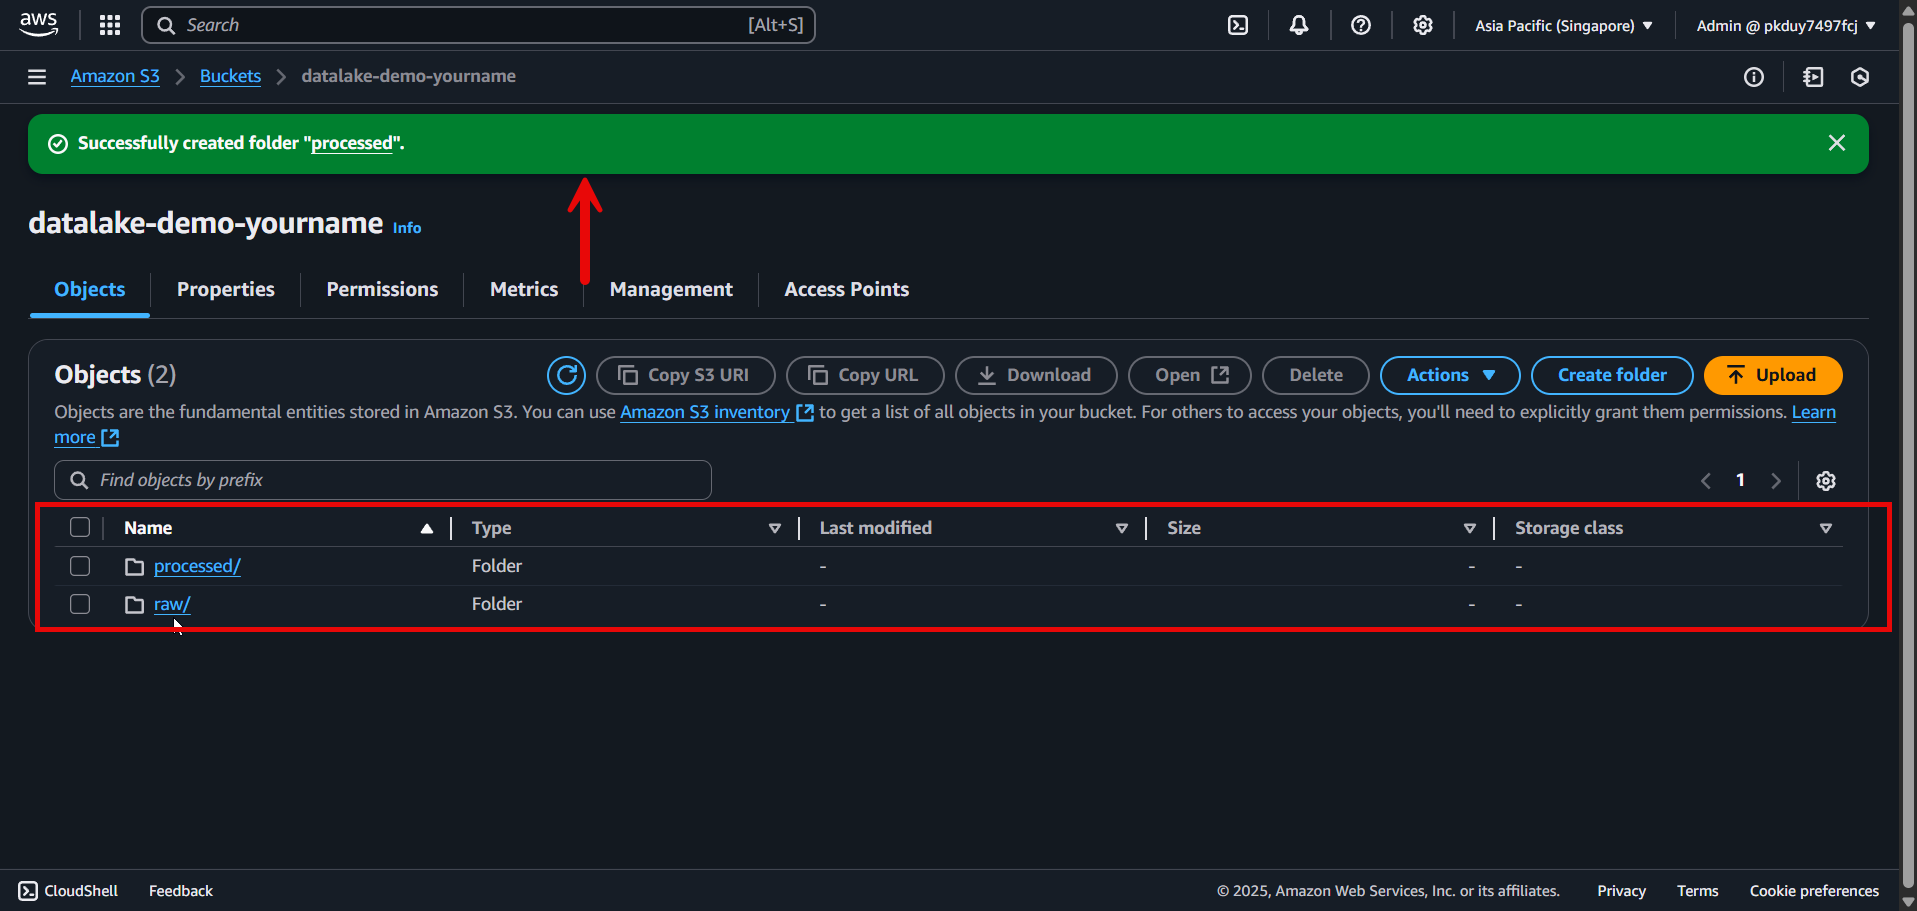 aws
Search [Alt+S]
Asia Pacific (Singapore)
Admin @ pkduy7497fcj
Amazon S3
Buckets
datalake-demo-yourname
Successfully created folder "processed".
datalake-demo-yourname Info
Objects
Properties
Permissions
Metrics
Management
Access Points
Objects (2)
Copy S3 URI
Copy URL
Download
Open
Delete
Actions
Create folder
Upload
Objects are the fundamental entities stored in Amazon S3. You can use Amazon S3 inventory to get a list of all objects in your bucket. For others to access your objects, you'll need to explicitly grant them permissions. Learn
more
Find objects by prefix
1
Name Type Last modified Size Storage class
processed/ Folder - - -
raw/ Folder - - -
CloudShell
Feedback
© 2025, Amazon Web Services, Inc. or its affiliates.
Privacy
Terms
Cookie preferences